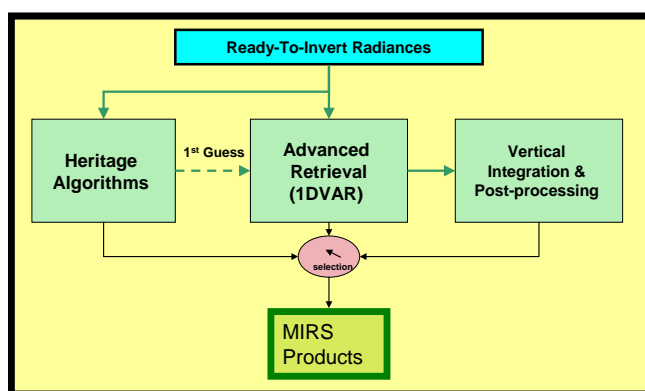 Ready-To-Invert Radiances
1st Guess
Heritage
Algorithms
Advanced
Retrieval
(1DVAR)
Vertical
Integration &
Post-processing
selection
MIRS
Products